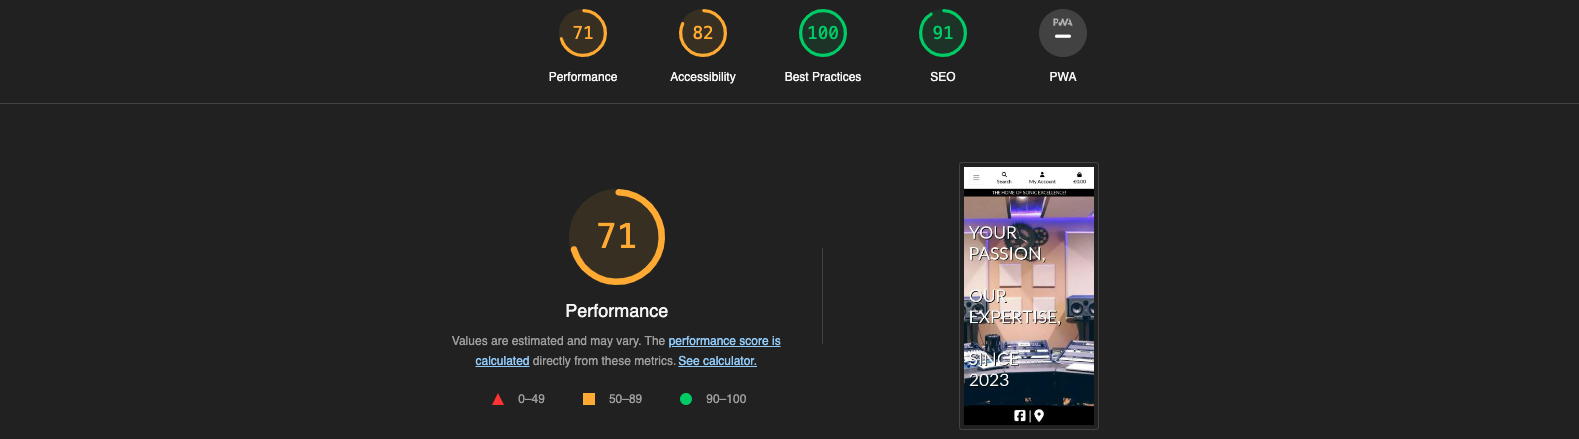 71
82
100
91
PWA
Performance
Accessibility
Best Practices
SEO
PWA
Search
My Account
€0.00
THE HOME OF SONIC EXCELLENCE!
71
YOUR
PASSION,
OUR
EXPERTISE,
SINCE
2023
Performance
Values are estimated and may vary. The performance score is
calculated directly from these metrics. See calculator.
0–49
50–89
90–100